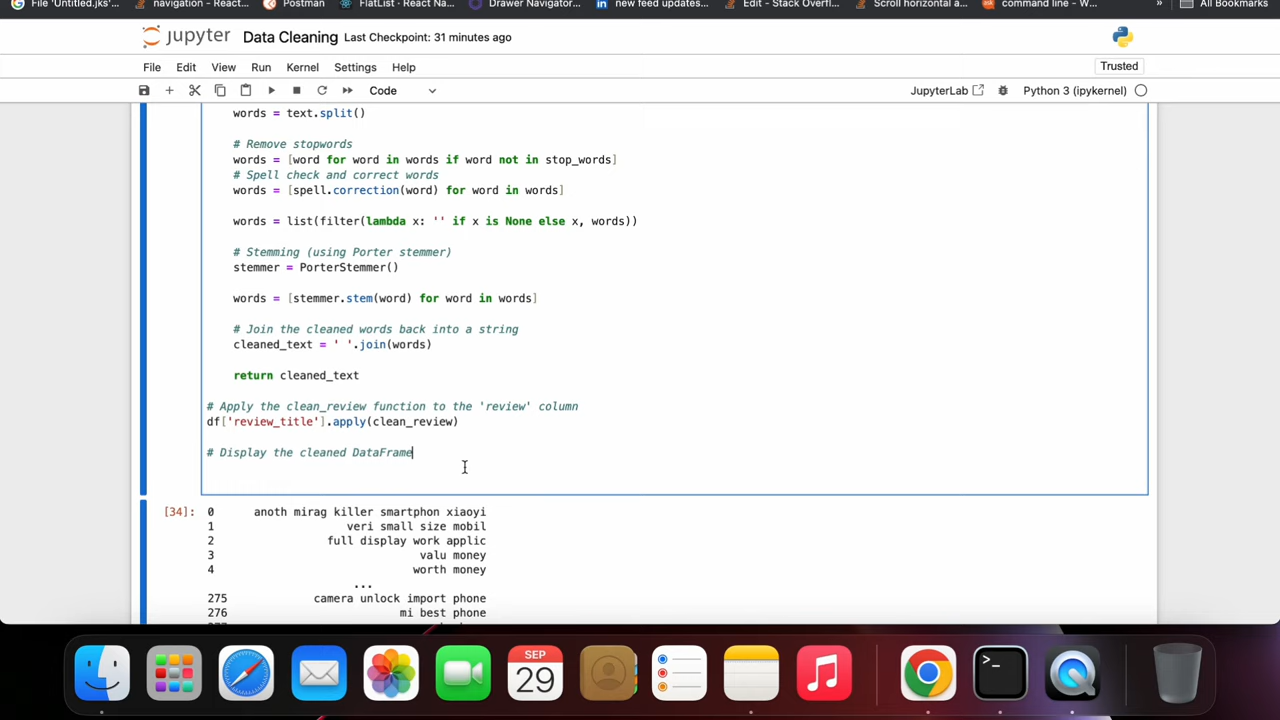 File 'Untitled.jks'...
navigation - React...
Postman
FlatList · React Na...
Drawer Navigator...
new feed updates...
Edit - Stack Overfl...
Scroll horizontal a...
ask
command line - W...
»
All Bookmarks
jupyter Data Cleaning Last Checkpoint: 31 minutes ago
File Edit View Run Kernel Settings Help
Trusted
Code
JupyterLab
Python 3 (ipykernel)
words = text.split()
# Remove stopwords
words = [word for word in words if word not in stop_words]
# Spell check and correct words
words = [spell.correction(word) for word in words]
words = list(filter(lambda x: '' if x is None else x, words))
# Stemming (using Porter stemmer)
stemmer = PorterStemmer()
words = [stemmer.stem(word) for word in words]
# Join the cleaned words back into a string
cleaned_text = ' '.join(words)
return cleaned_text
# Apply the clean_review function to the 'review' column
df['review_title'].apply(clean_review)
# Display the cleaned DataFrame
[34]: 0 anoth mirag killer smartphon xiaoyi
1 veri small size mobil
2 full display work applic
3 valu money
4 worth money
...
275 camera unlock import phone
276 mi best phone
SEP
29
>_